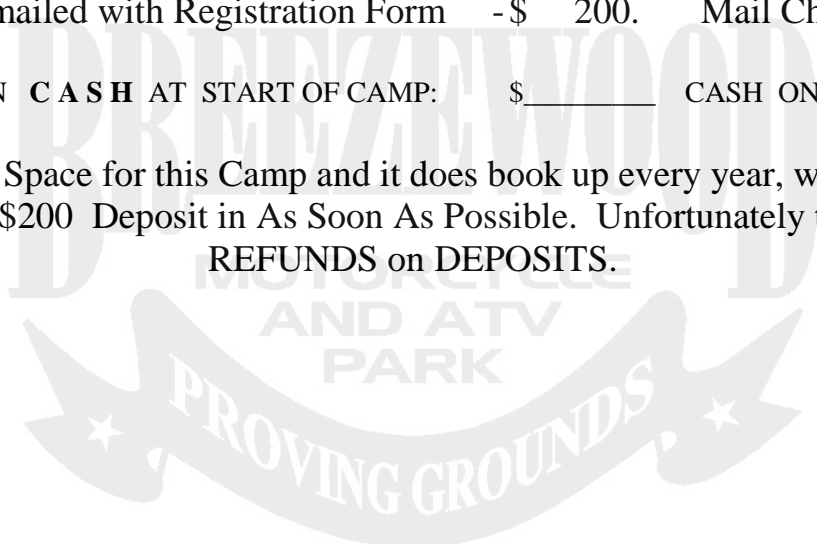 mailed with Registration Form -$ 200. Mail Ch
N C A S H AT START OF CAMP: $_________ CASH ON
Space for this Camp and it does book up every year, w
$200 Deposit in As Soon As Possible. Unfortunately t
REFUNDS on DEPOSITS.
BREEZEWOOD
MOTORCYCLE
AND ATV
PARK
PROVING GROUNDS